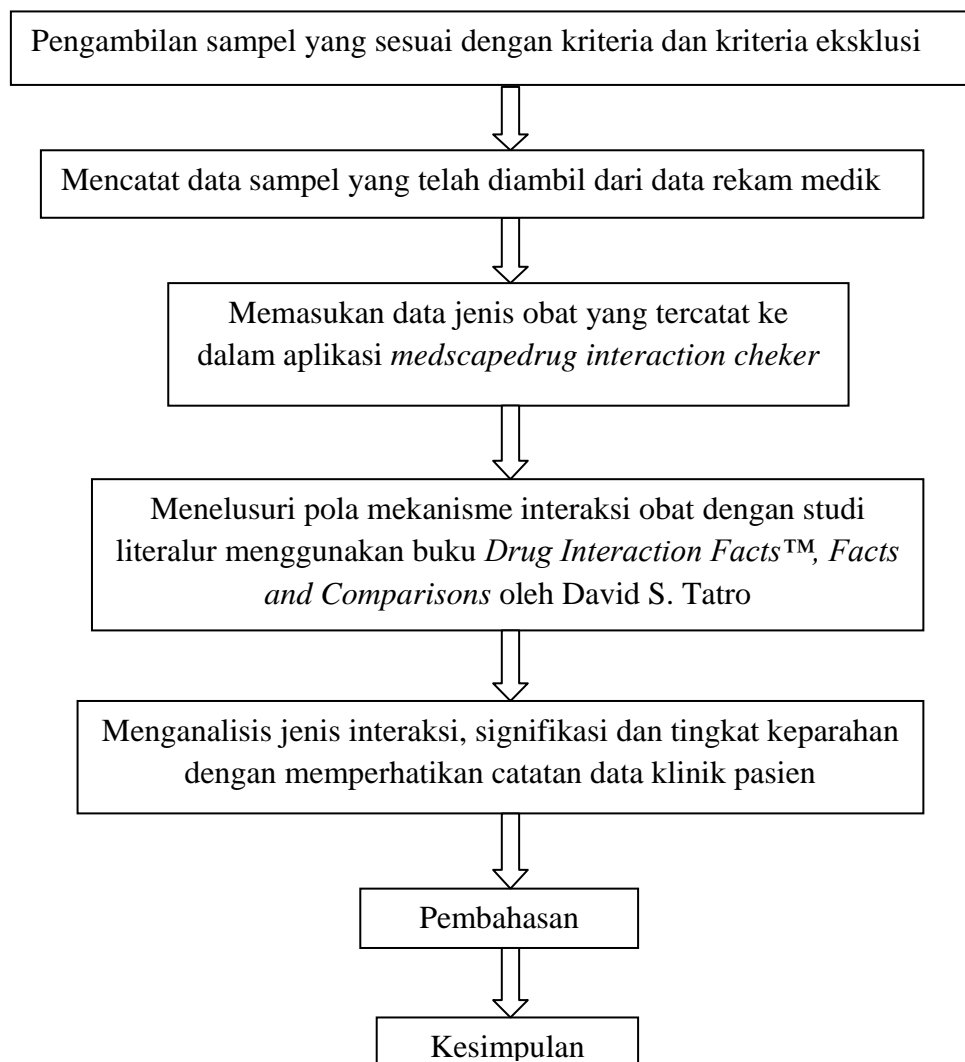 Pengambilan sampel yang sesuai dengan kriteria dan kriteria eksklusi
Mencatat data sampel yang telah diambil dari data rekam medik
Memasukan data jenis obat yang tercatat ke
dalam aplikasi medscapedrug interaction cheker
Menelusuri pola mekanisme interaksi obat dengan studi
literalur menggunakan buku Drug Interaction Facts™, Facts
and Comparisons oleh David S. Tatro
Menganalisis jenis interaksi, signifikasi dan tingkat keparahan
dengan memperhatikan catatan data klinik pasien
Pembahasan
Kesimpulan